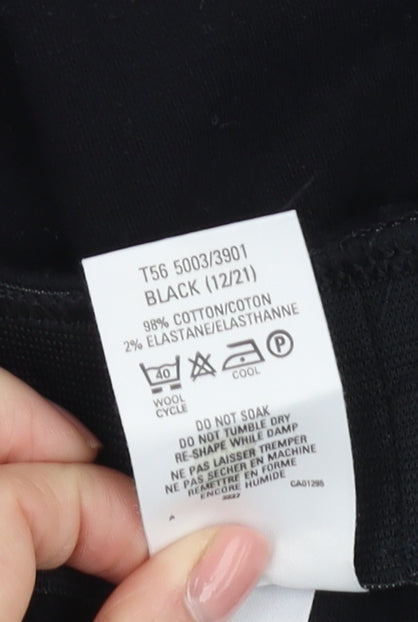 T56 5003/3901
BLACK (12/21)
98% COTTON/COTON
2% ELASTANE/ELASTHANNE
40
P
COOL
WOOL
CYCLE
DO NOT SOAK
DO NOT TUMBLE DRY
RE-SHAPE WHILE DAMP
NE PAS LAISSER TREMPER
NE PAS SECHER EN MACHINE
REMETTRE EN FORME
ENCORE HUMIDE
CA01295